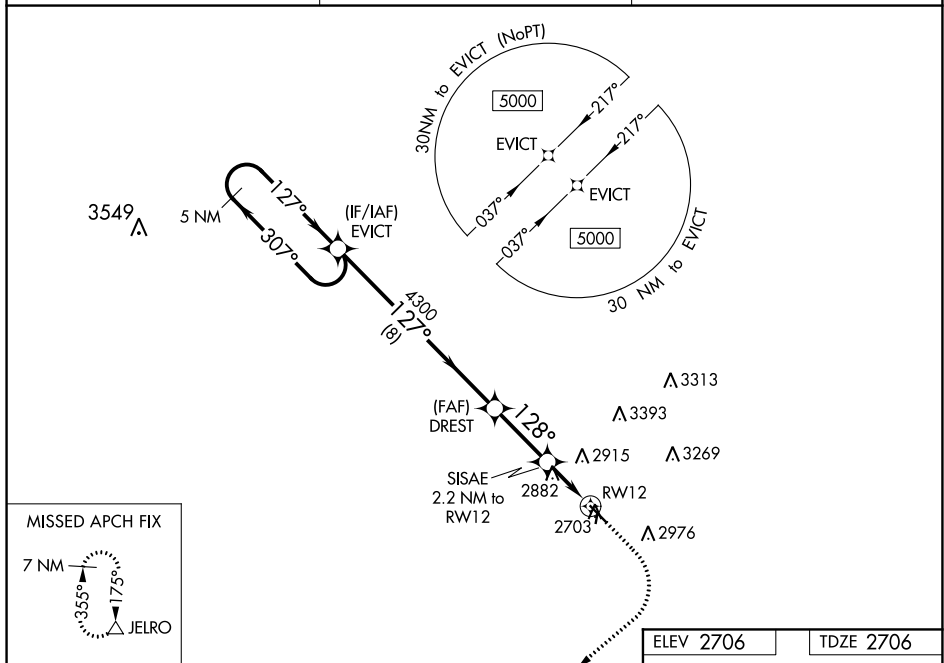 30NM to EVICT (NoPT)
5000
217°
EVICT
037°
217°
EVICT
037°
5000
30 NM to EVICT
3549
5 NM
127°
307°
(IF/IAF)
EVICT
4300
127°
(8)
(FAF)
DREST
128°
3313
3393
2915
3269
SISAE
2.2 NM to
RW12
2882
RW12
2703
2976
MISSED APCH FIX
7 NM
355°
175°
JELRO
ELEV 2706
TDZE 2706